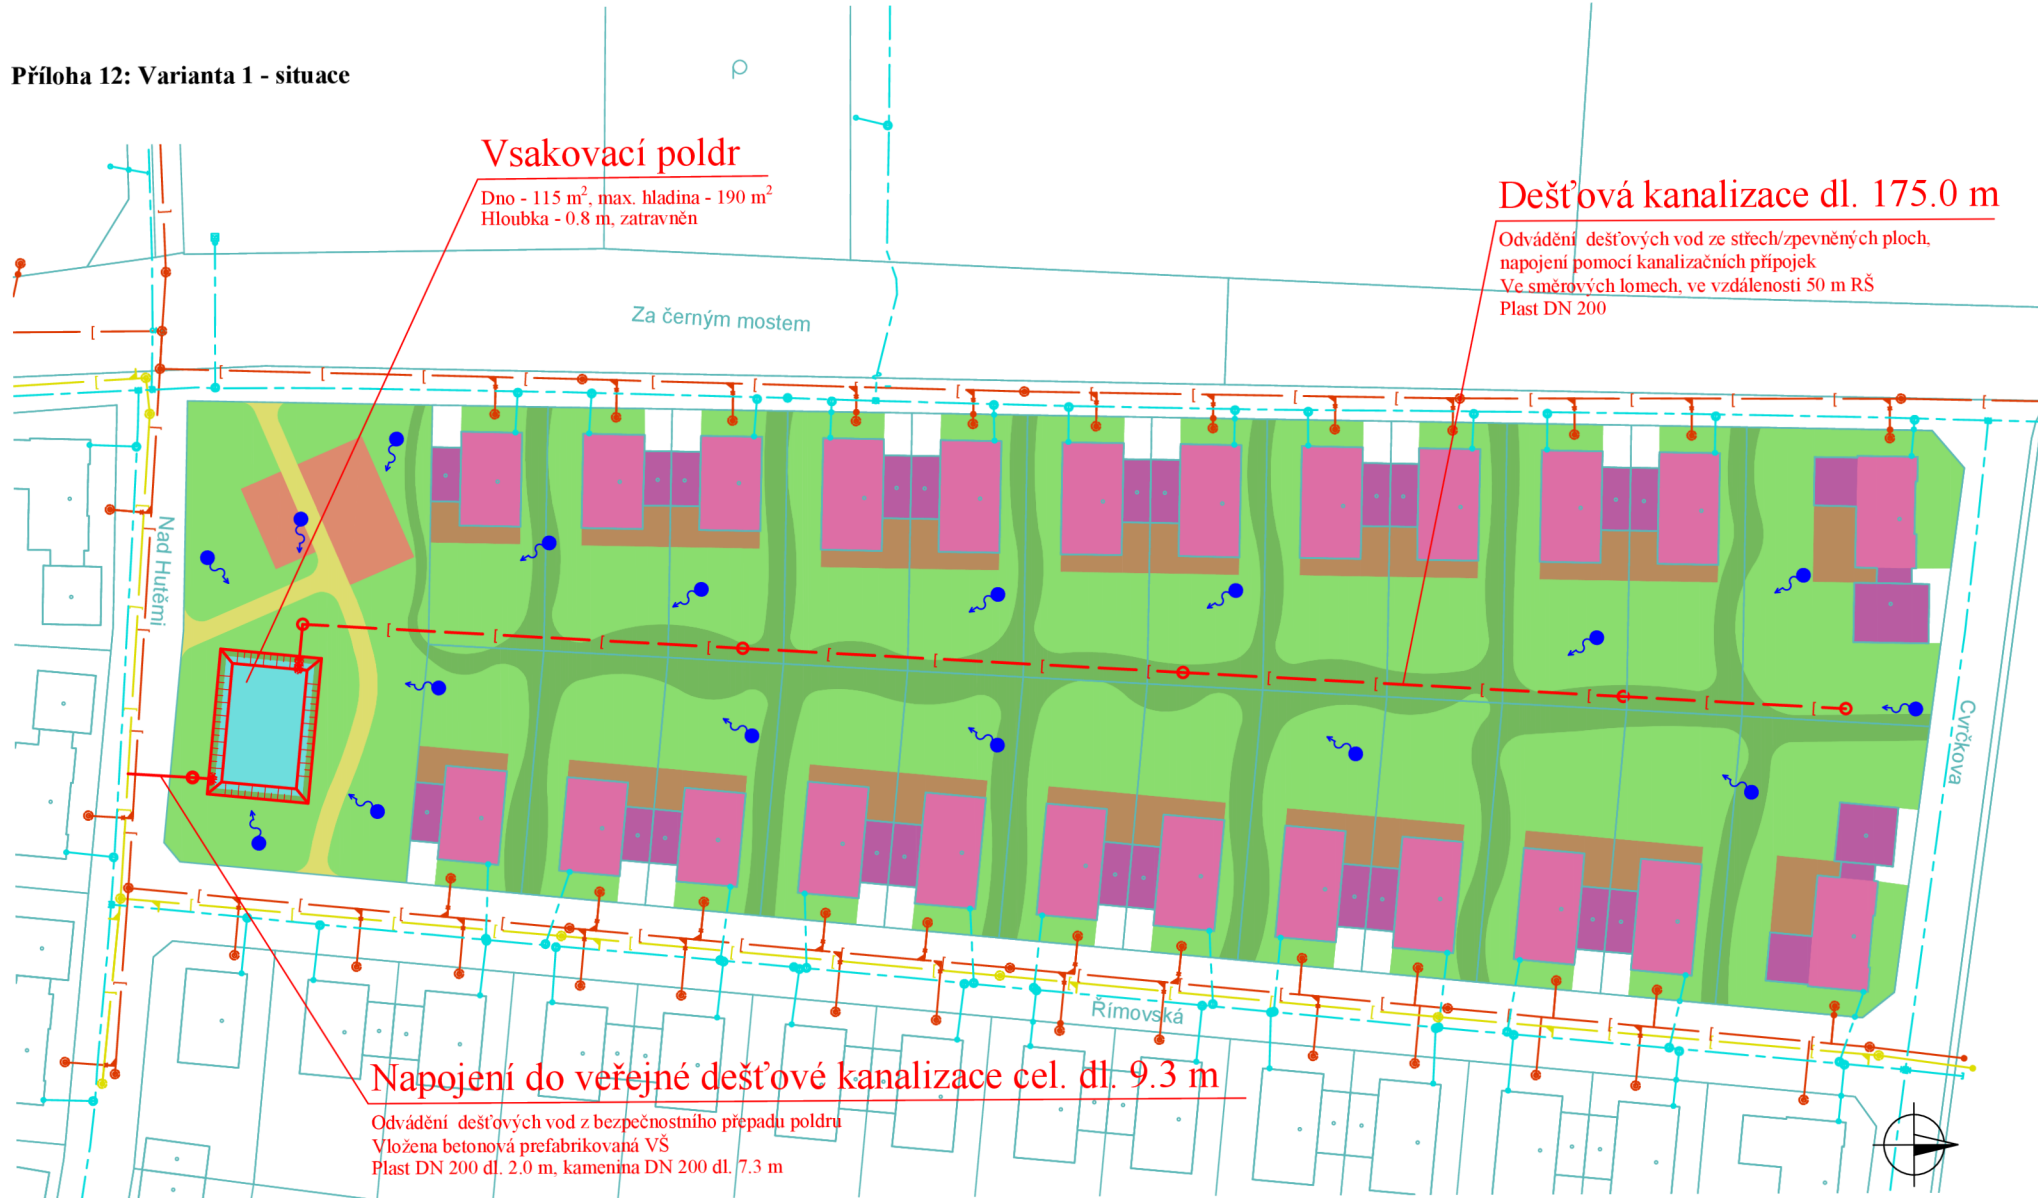 Příloha 12: Varianta 1 - situace
Vsakovací poldr
Dno - 115 m², max. hladina - 190 m²
Hloubka - 0.8 m, zatravněn
Dešťová kanalizace dl. 175.0 m
Odvádění dešťových vod ze střech/zpevněných ploch,
napojení pomocí kanalizačních přípojek
Ve směrových lomech, ve vzdálenosti 50 m RŠ
Plast DN 200
Za černým mostem
Nad Hutěmi
Cvrčkova
Římovská
Napojení do veřejné dešťové kanalizace cel. dl. 9.3 m
Odvádění dešťových vod z bezpečnostního přepadu poldru
Vložena betonová prefabrikovaná VŠ
Plast DN 200 dl. 2.0 m, kamenina DN 200 dl. 7.3 m